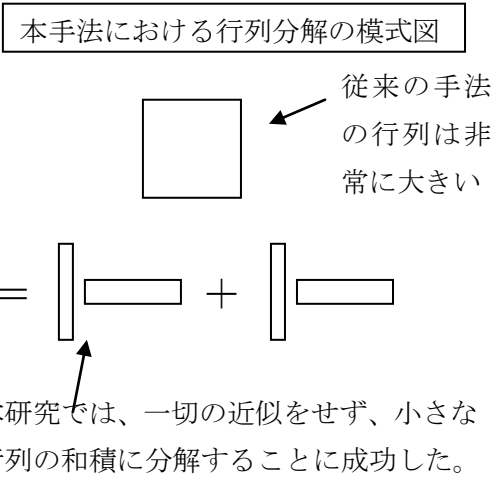 本手法における行列分解の模式図
従来の手法
の行列は非
常に大きい
= +
本研究では、一切の近似をせず、小さな
行列の和積に分解することに成功した。